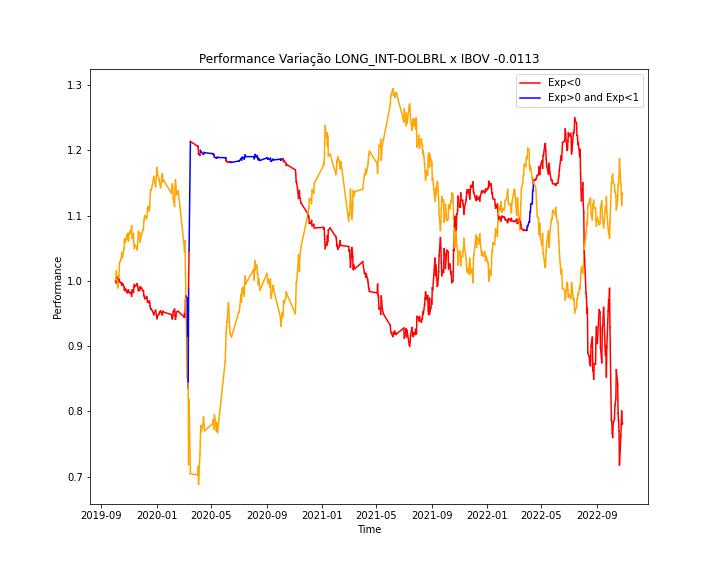 Performance Variação LONG_INT-DOLBRL x IBOV -0.0113
Exp<0
Exp>0 and Exp<1
1.3
1.2
1.1
1.0
0.9
0.8
0.7
Performance
2019-09 2020-01 2020-05 2020-09 2021-01 2021-05 2021-09 2022-01 2022-05 2022-09
Time